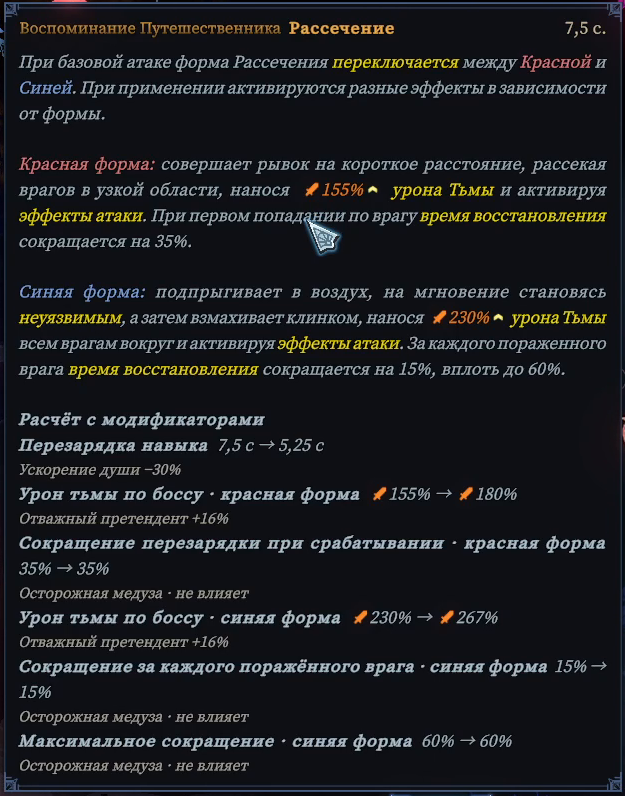 Воспоминание Путешественника Рассечение 7,5 с.
При базовой атаке форма Рассечения переключается между Красной и
Синей. При применении активируются разные эффекты в зависимости
от формы.
Красная форма: совершает рывок на короткое расстояние, рассекая
врагов в узкой области, нанося 155% урона Тьмы и активируя
эффекты атаки. При первом попадании по врагу время восстановления
сокращается на 35%.
Синяя форма: подпрыгивает в воздух, на мгновение становясь
неуязвимым, а затем взмахивает клинком, нанося 230% урона Тьмы
всем врагам вокруг и активируя эффекты атаки. За каждого пораженного
врага время восстановления сокращается на 15%, вплоть до 60%.
Расчёт с модификаторами
Перезарядка навыка 7,5 с → 5,25 с
Ускорение души −30%
Урон тьмы по боссу · красная форма 155% → 180%
Отважный претендент +16%
Сокращение перезарядки при срабатывании · красная форма
35% → 35%
Осторожная медуза · не влияет
Урон тьмы по боссу · синяя форма 230% → 267%
Отважный претендент +16%
Сокращение за каждого поражённого врага · синяя форма 15% →
15%
Осторожная медуза · не влияет
Максимальное сокращение · синяя форма 60% → 60%
Осторожная медуза · не влияет